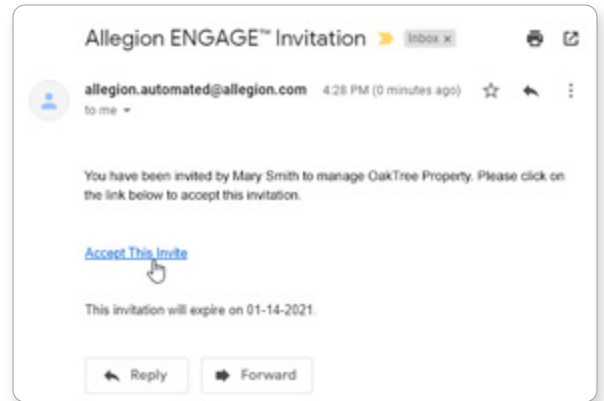 Allegion ENGAGE™ Invitation Inbox x
allegion.automated@allegion.com 4:28 PM (0 minutes ago)
to me
You have been invited by Mary Smith to manage OakTree Property. Please click on
the link below to accept this invitation.
Accept This Invite
This invitation will expire on 01-14-2021.
Reply Forward